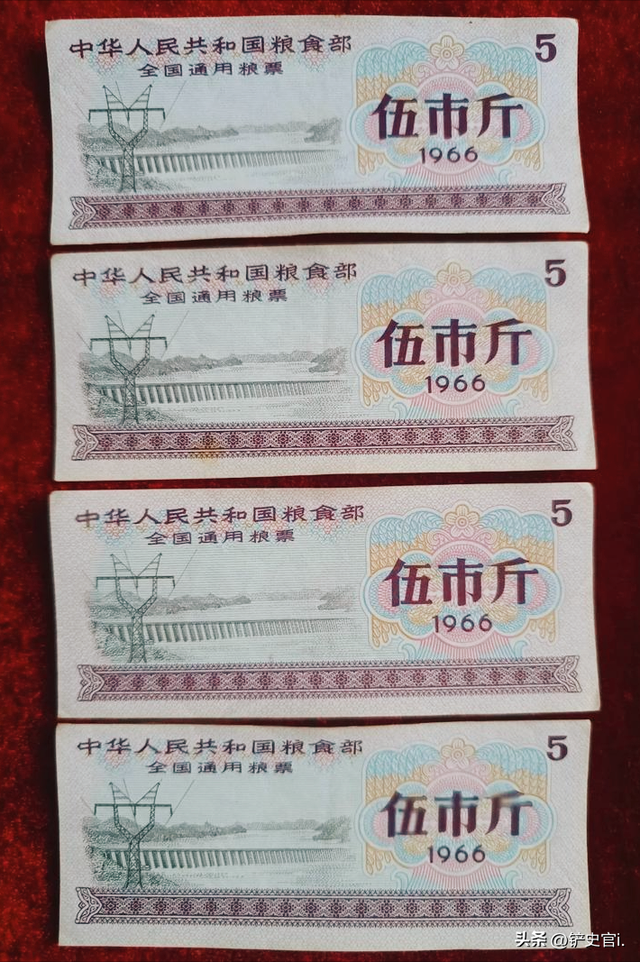 中华人民共和国粮食部
5
全国通用粮票
伍市斤
1966
中华人民共和国粮食部
5
全国通用粮票
伍市斤
1966
中华人民共和国粮食部
5
全国通用粮票
伍市斤
1966
中华人民共和国粮食部
5
全国通用粮票
伍市斤
1966
头条 @铲史官i.